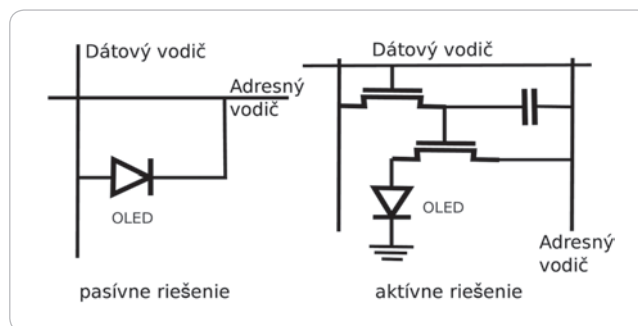 Dátový vodič
Adresný
vodič
OLED
pasívne riešenie
Dátový vodič
OLED
Adresný
vodič
aktívne riešenie